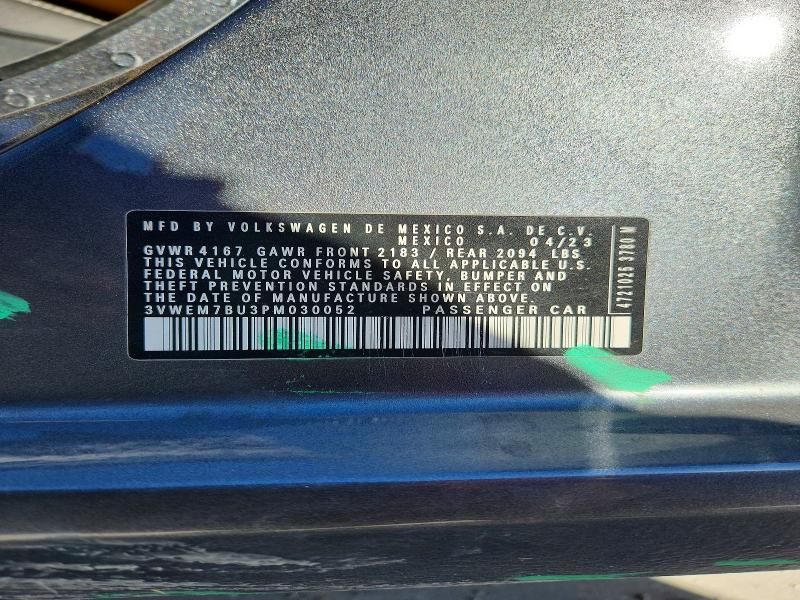 MFD BY VOLKSWAGEN DE MEXICO S.A. DE C.V.
MEXICO 04/23
GVWR 4167 GAWR FRONT 2183 / REAR 2094 LBS
THIS VEHICLE CONFORMS TO ALL APPLICABLE U.S.
FEDERAL MOTOR VEHICLE SAFETY, BUMPER AND
THEFT PREVENTION STANDARDS IN EFFECT ON
THE DATE OF MANUFACTURE SHOWN ABOVE.
3VWEM7BU3PM030052 PASSENGER CAR
4721025 3780 M